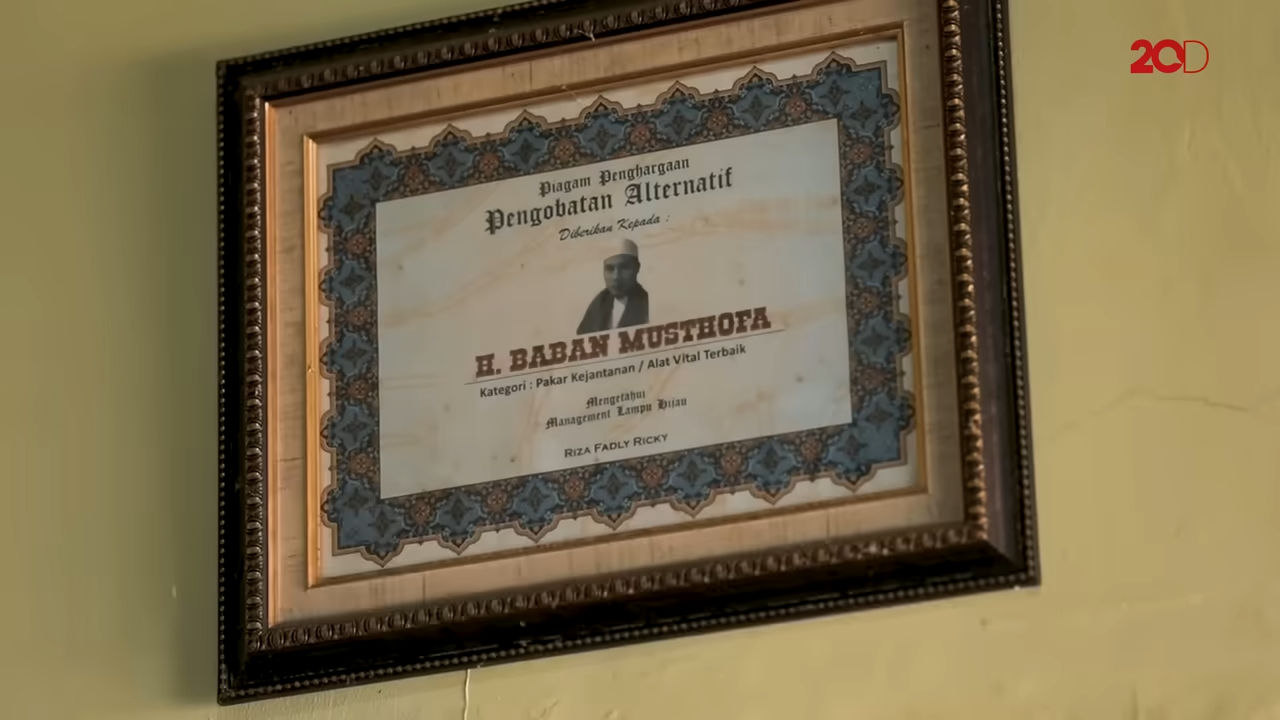 20D
Piagam Penghargaan
Pengobatan Alternatif
Diberikan Kepada :
H. BABAN MUSTHOFA
Kategori : Pakar Kejantanan / Alat Vital Terbaik
Mengetahui
Management Lampu Hijau
RIZA FADLY RICKY